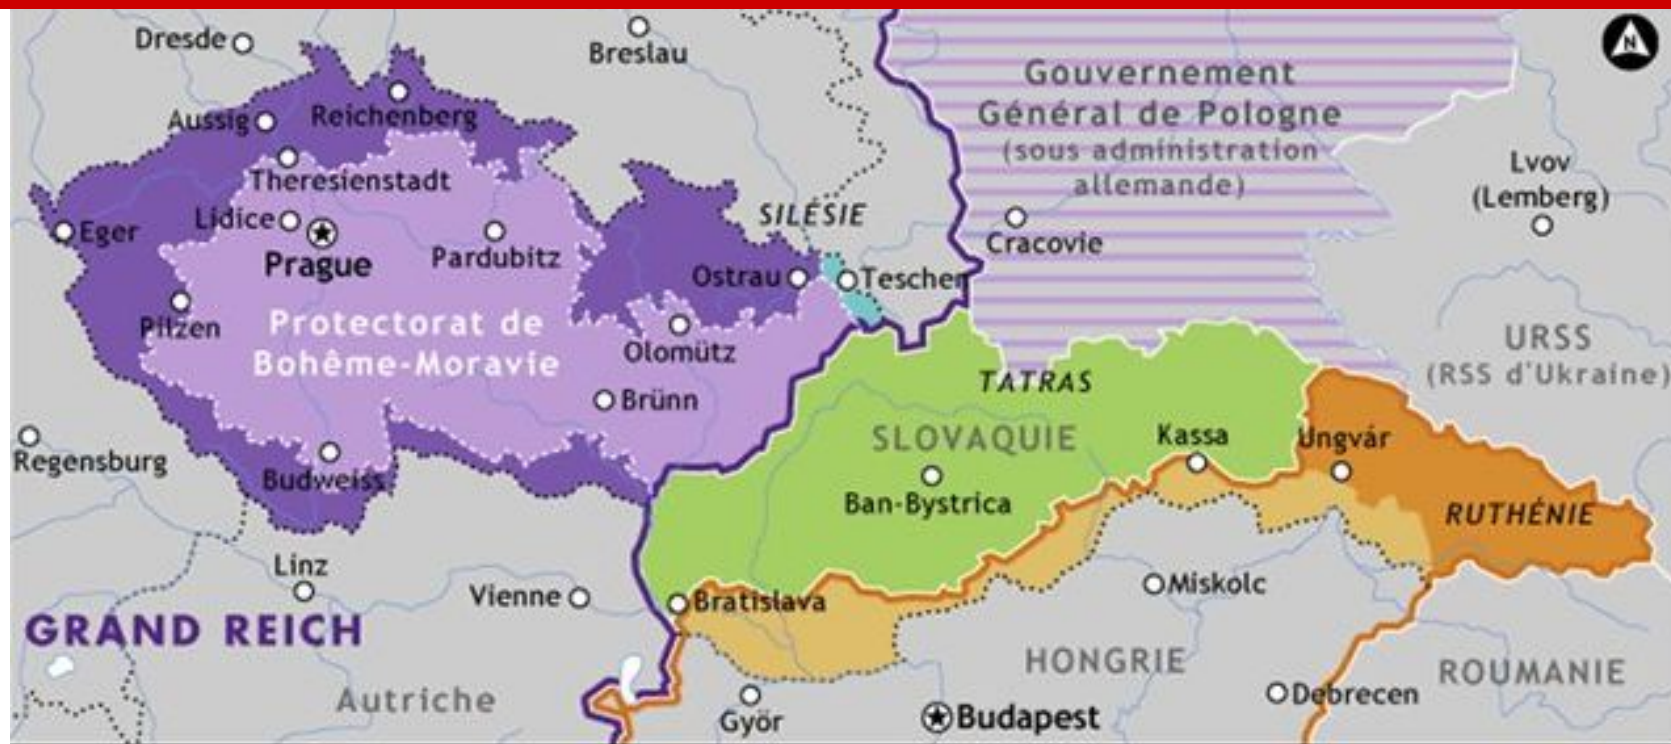 Dresde
Breslau
N
Gouvernement
Général de Pologne
(sous administration
allemande)
Aussig
Reichenberg
Theresienstadt
Lvov
(Lemberg)
Lidice
Eger
Prague
Pardubitz
SILÉSIE
Cracovie
Ostrau
Teschen
Pilzen
Protectorat de
Bohême-Moravie
Olomütz
Brünn
URSS
(RSS d'Ukraine)
TATRAS
SLOVAQUIE
Kassa
Ungvár
Regensburg
Budweiss
Ban-Bystrica
RUTHÉNIE
Linz
Vienne
Bratislava
Miskolc
GRAND REICH
HONGRIE
ROUMANIE
Autriche
Györ
Budapest
Debrecen